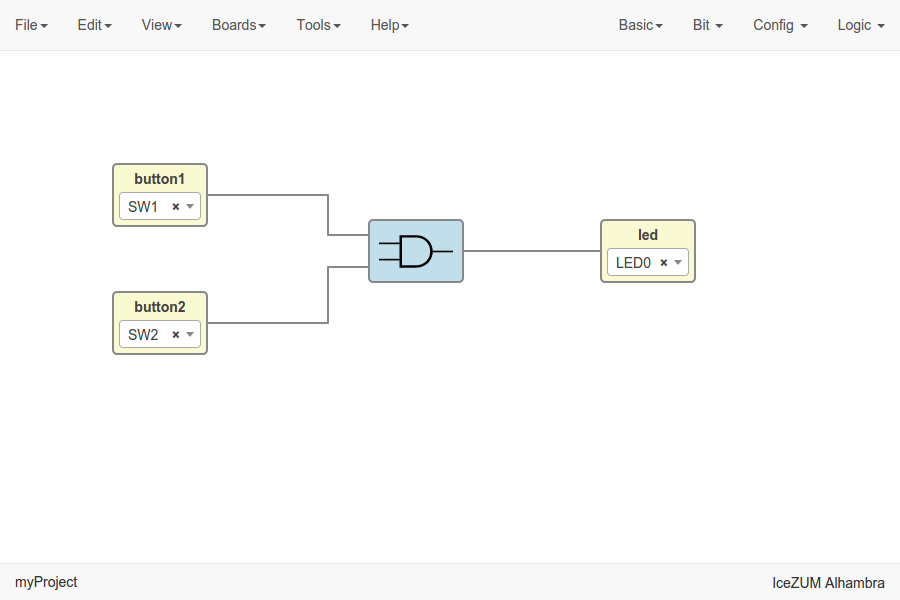 File Edit View Boards Tools Help Basic Bit Config Logic
button1
SW1 ×
led
LED0 ×
button2
SW2 ×
myProject IceZUM Alhambra